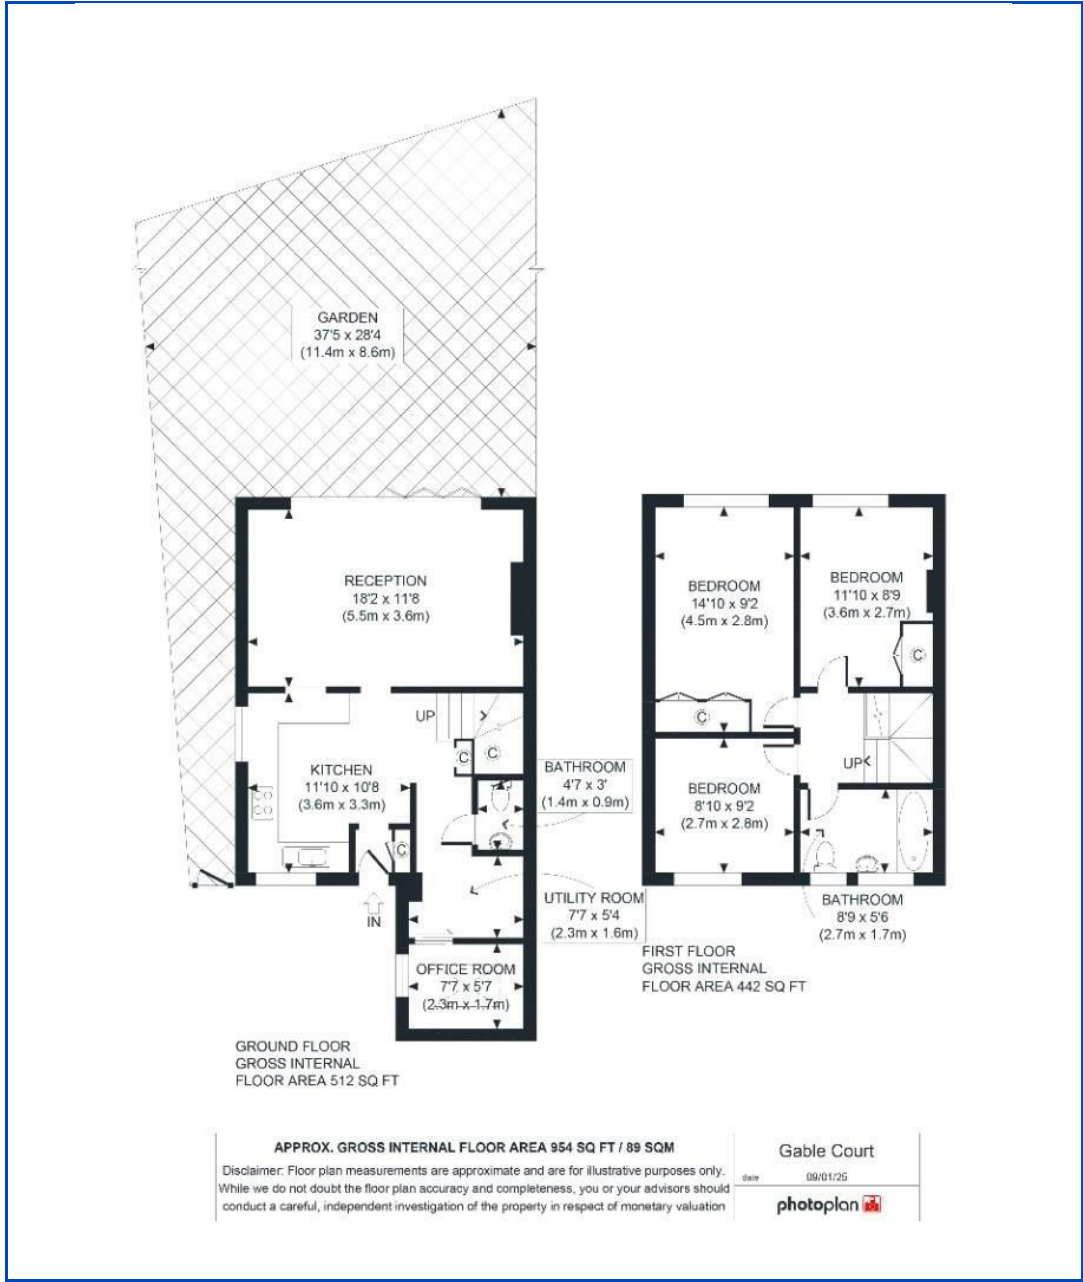 GARDEN
37'5 x 28'4
(11.4m x 8.6m)
RECEPTION
18'2 x 11'8
(5.5m x 3.6m)
UP
C
C
KITCHEN
11'10 x 10'8
(3.6m x 3.3m)
C
IN
BATHROOM
4'7 x 3'
(1.4m x 0.9m)
UTILITY ROOM
7'7 x 5'4
(2.3m x 1.6m)
OFFICE ROOM
7'7 x 5'7
(2.3m x 1.7m)
GROUND FLOOR
GROSS INTERNAL
FLOOR AREA 512 SQ FT
BEDROOM
14'10 x 9'2
(4.5m x 2.8m)
C
BEDROOM
11'10 x 8'9
(3.6m x 2.7m)
C
UP
BEDROOM
8'10 x 9'2
(2.7m x 2.8m)
BATHROOM
8'9 x 5'6
(2.7m x 1.7m)
FIRST FLOOR
GROSS INTERNAL
FLOOR AREA 442 SQ FT
APPROX. GROSS INTERNAL FLOOR AREA 954 SQ FT / 89 SQM
Disclaimer: Floor plan measurements are approximate and are for illustrative purposes only.
While we do not doubt the floor plan accuracy and completeness, you or your advisors should
conduct a careful, independent investigation of the property in respect of monetary valuation
Gable Court
date 09/01/25
photoplan